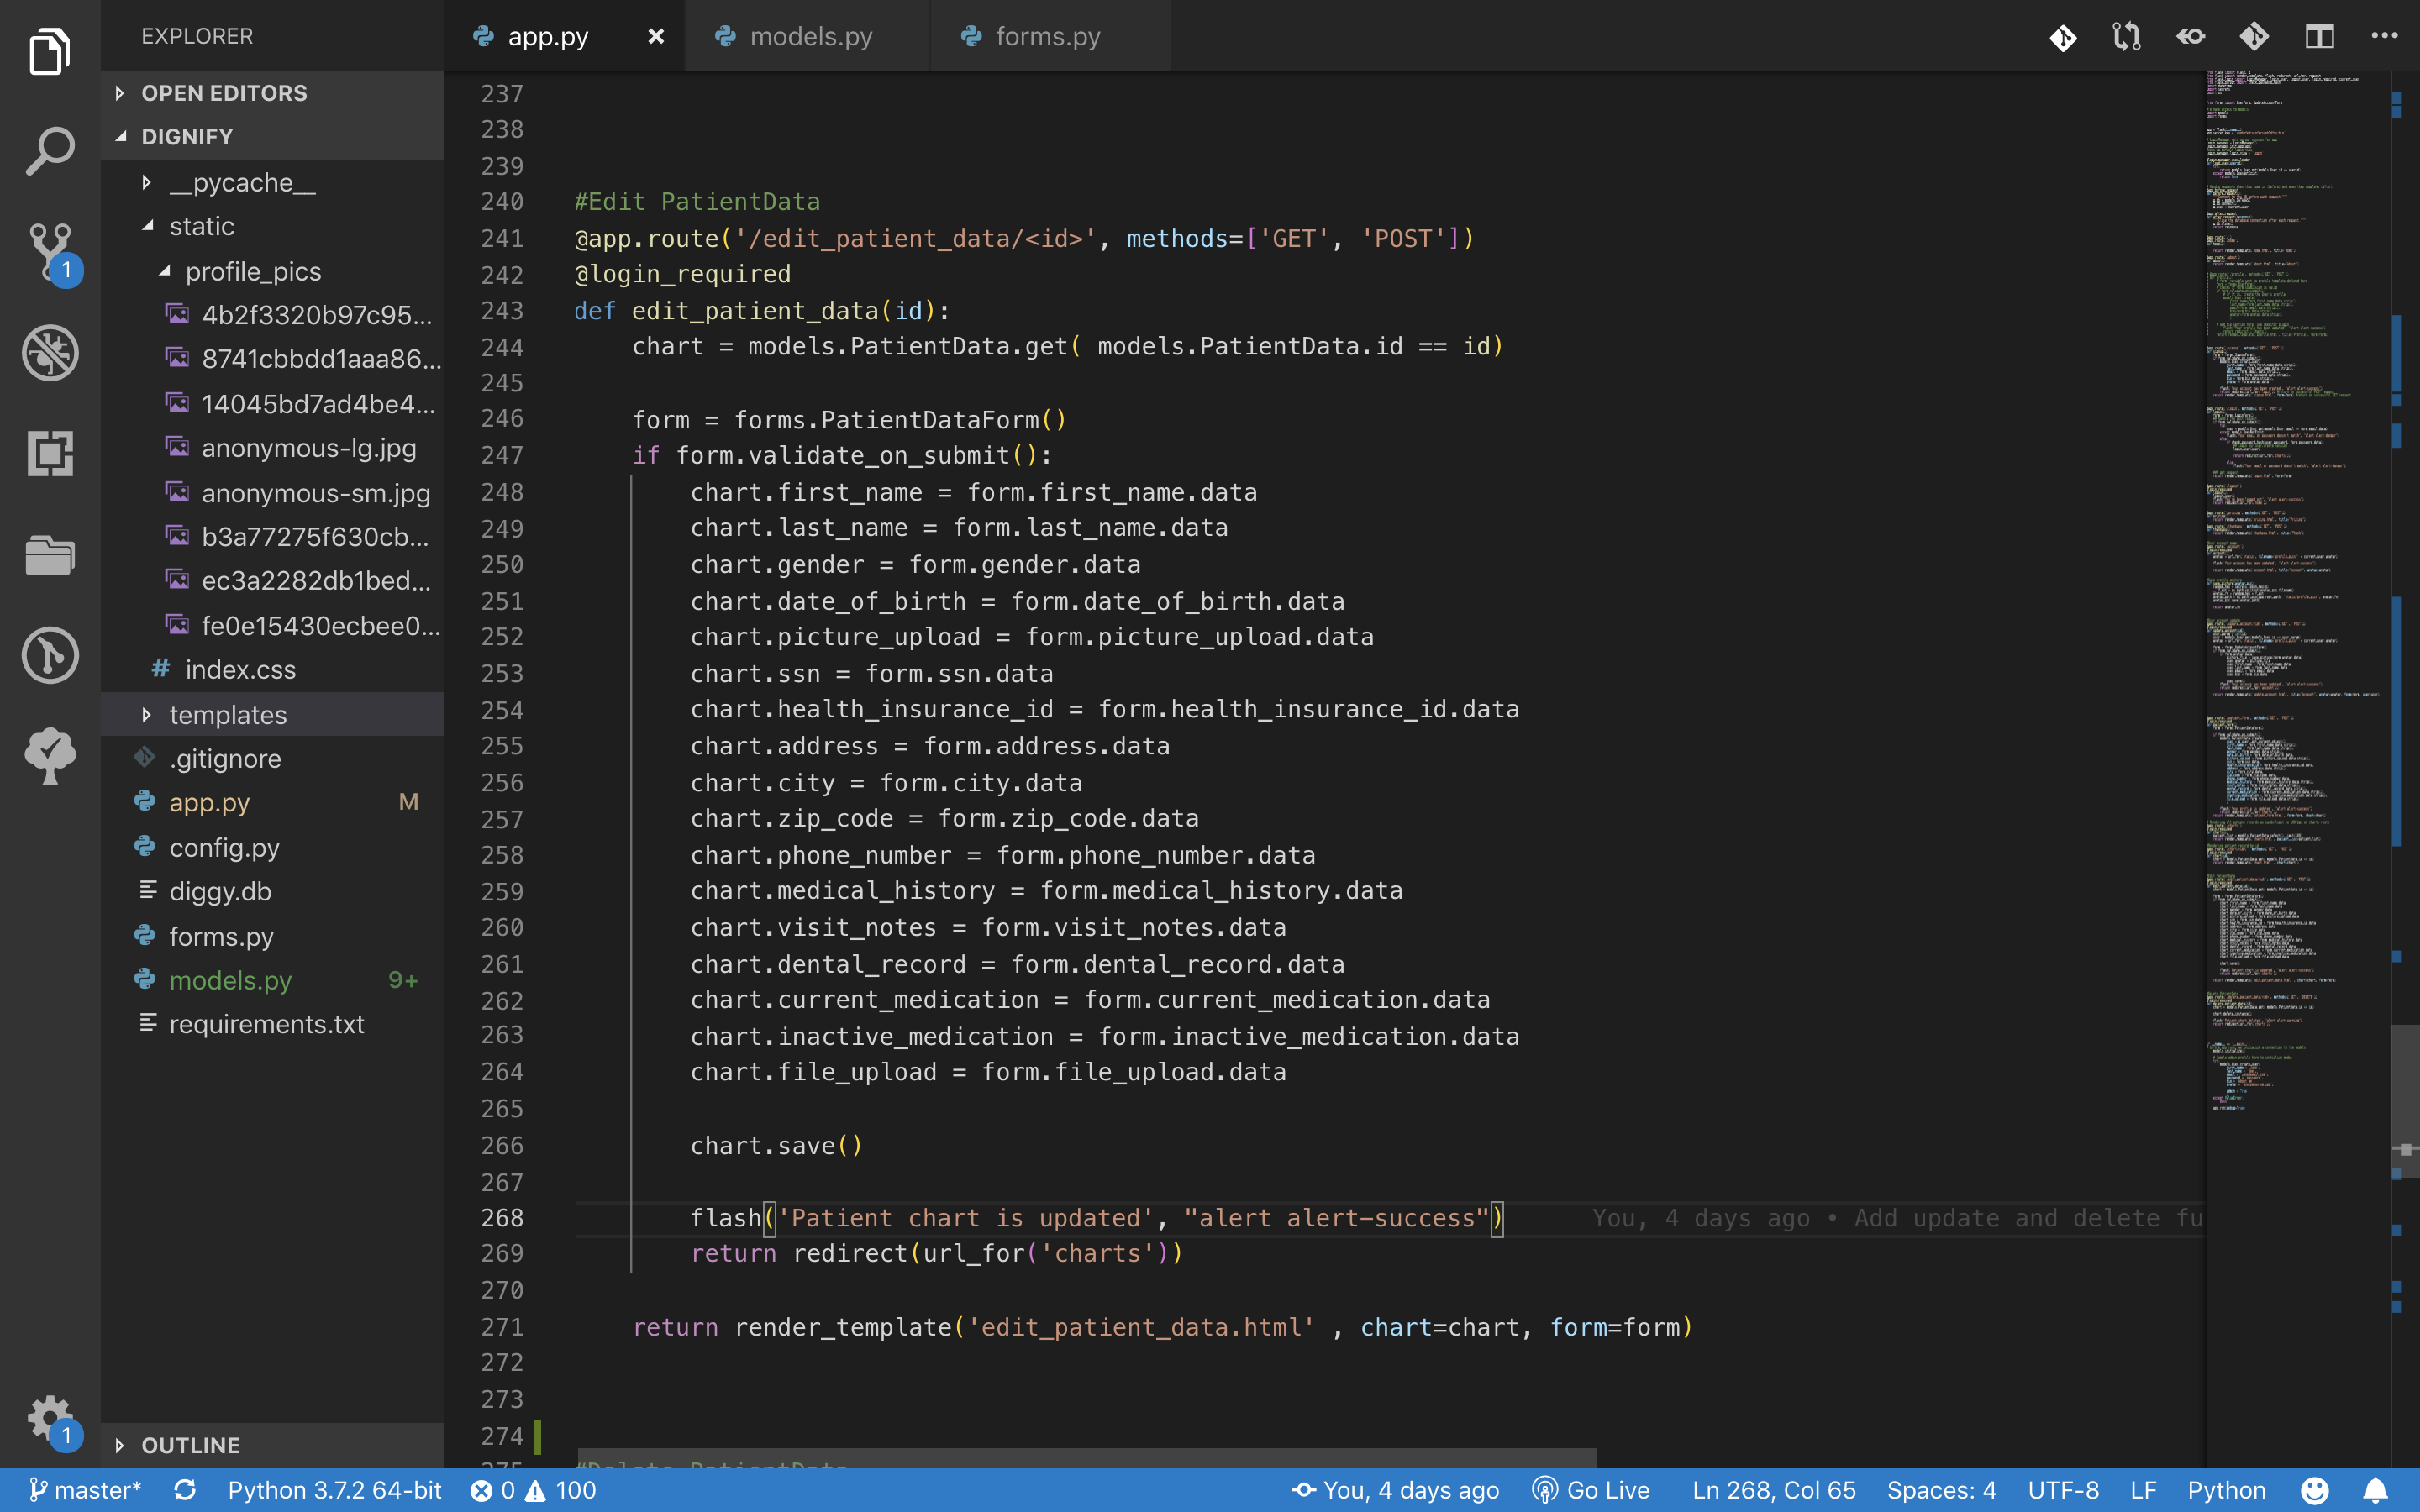 EXPLORER
OPEN EDITORS
DIGNIFY
__pycache__
static
profile_pics
4b2f3320b97c95...
8741cbbdd1aaa86...
14045bd7ad4be4...
anonymous-lg.jpg
anonymous-sm.jpg
b3a77275f630cb...
ec3a2282db1bed...
fe0e15430ecbee0...
# index.css
templates
.gitignore
app.py M
config.py
diggy.db
forms.py
models.py 9+
requirements.txt
OUTLINE
1
1
app.py
models.py
forms.py
237
238
239
240 #Edit PatientData
241 @app.route('/edit_patient_data/<id>', methods=['GET', 'POST'])
242 @login_required
243 def edit_patient_data(id):
244 chart = models.PatientData.get( models.PatientData.id == id)
245
246 form = forms.PatientDataForm()
247 if form.validate_on_submit():
248 chart.first_name = form.first_name.data
249 chart.last_name = form.last_name.data
250 chart.gender = form.gender.data
251 chart.date_of_birth = form.date_of_birth.data
252 chart.picture_upload = form.picture_upload.data
253 chart.ssn = form.ssn.data
254 chart.health_insurance_id = form.health_insurance_id.data
255 chart.address = form.address.data
256 chart.city = form.city.data
257 chart.zip_code = form.zip_code.data
258 chart.phone_number = form.phone_number.data
259 chart.medical_history = form.medical_history.data
260 chart.visit_notes = form.visit_notes.data
261 chart.dental_record = form.dental_record.data
262 chart.current_medication = form.current_medication.data
263 chart.inactive_medication = form.inactive_medication.data
264 chart.file_upload = form.file_upload.data
265
266 chart.save()
267
268 flash('Patient chart is updated', "alert alert-success") You, 4 days ago • Add update and delete fu
269 return redirect(url_for('charts'))
270
271 return render_template('edit_patient_data.html' , chart=chart, form=form)
272
273
274
275 #Delete PatientData
master* Python 3.7.2 64-bit 0 100 You, 4 days ago Go Live Ln 268, Col 65 Spaces: 4 UTF-8 LF Python